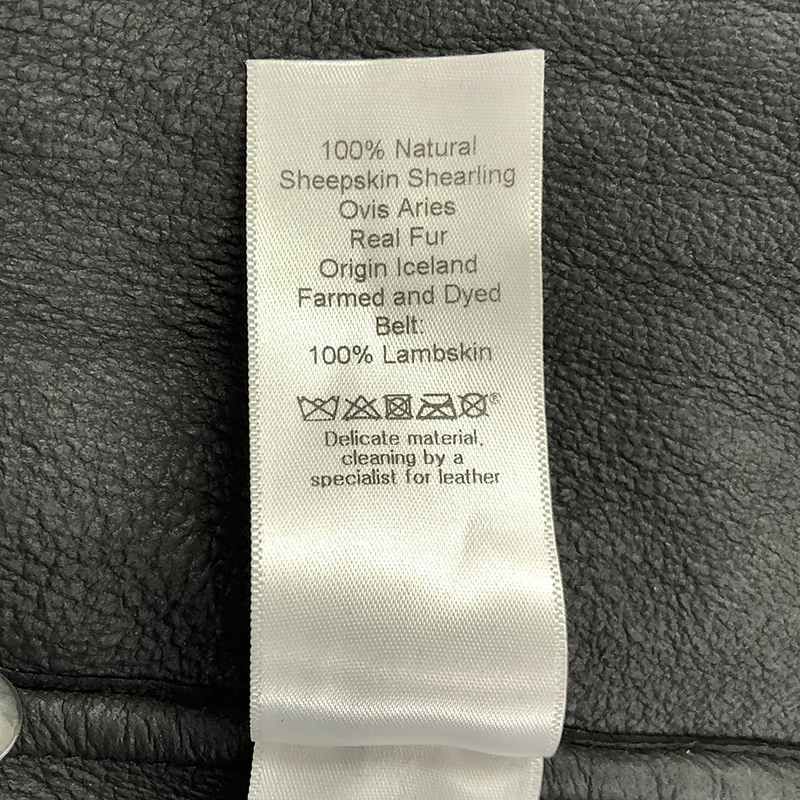 100% Natural
Sheepskin Shearling
Ovis Aries
Real Fur
Origin Iceland
Farmed and Dyed
Belt:
100% Lambskin
®
Delicate material,
cleaning by a
specialist for leather